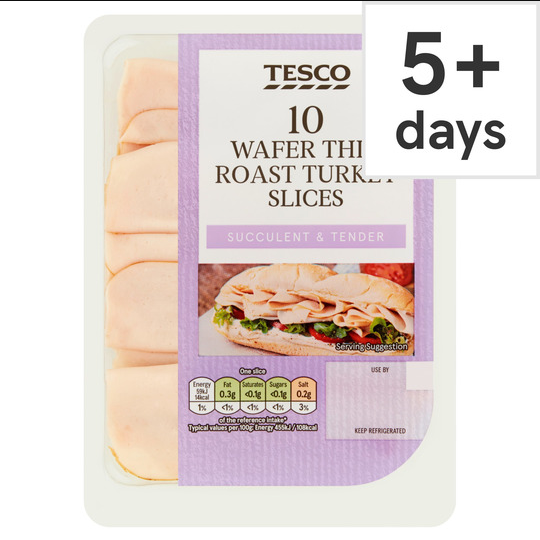 5+
days
TESCO
10
WAFER THI
ROAST TURKEY
SLICES
SUCCULENT & TENDER
Serving Suggestion
USE BY
KEEP REFRIGERATED
One slice
Energy Fat Saturates Sugars Salt
59kJ 14kcal 0.3g <0.1g <0.1g 0.2g
1% <1% <1% <1% 3%
of the reference intake*
Typical values per 100g: Energy 455kJ / 108kcal